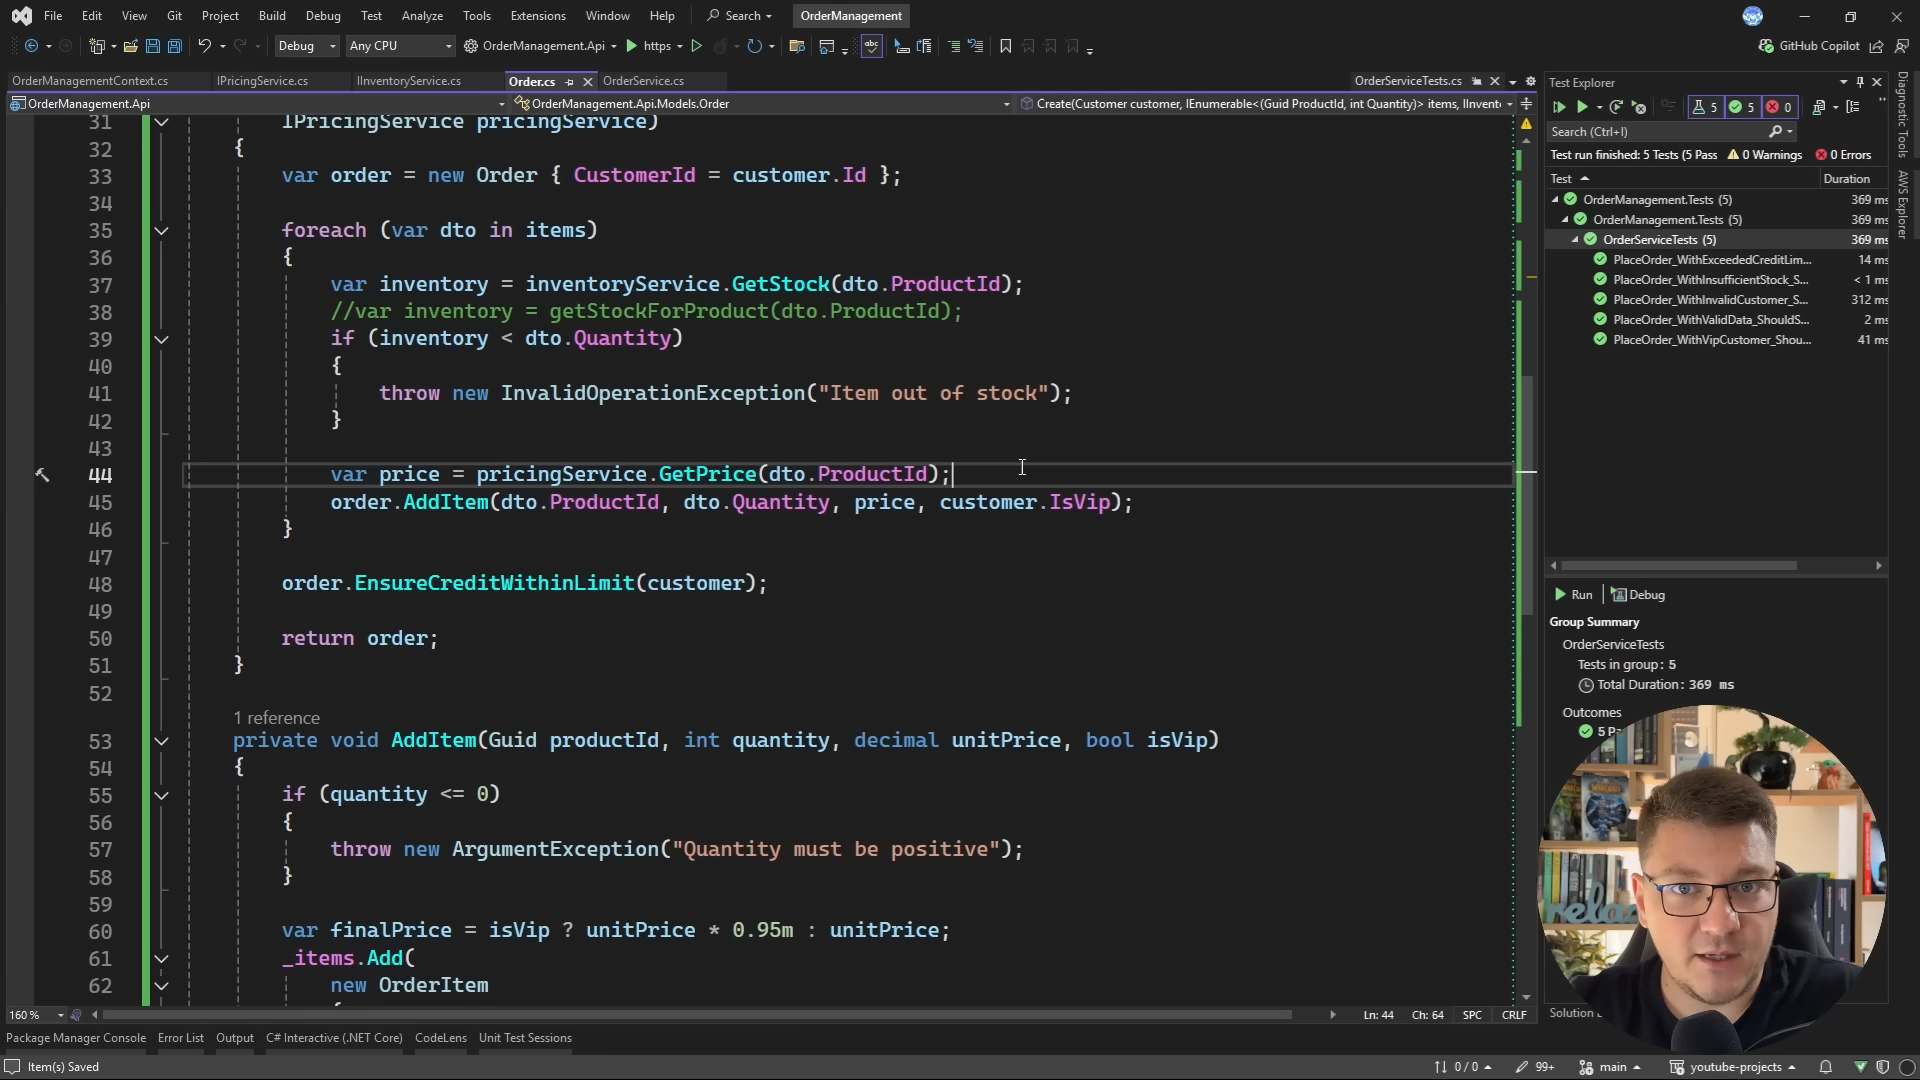 File Edit View Git Project Build Debug Test Analyze Tools Extensions Window Help Search OrderManagement
Debug Any CPU OrderManagement.Api https GitHub Copilot
OrderManagementContext.cs IPricingService.cs IInventoryService.cs Order.cs OrderService.cs OrderServiceTests.cs
OrderManagement.Api OrderManagement.Api.Models.Order Create(Customer customer, IEnumerable<(Guid ProductId, int Quantity)> items, IInvent
31 IPricingService pricingService)
32 {
33 var order = new Order { CustomerId = customer.Id };
34
35 foreach (var dto in items)
36 {
37 var inventory = inventoryService.GetStock(dto.ProductId);
38 //var inventory = getStockForProduct(dto.ProductId);
39 if (inventory < dto.Quantity)
40 {
41 throw new InvalidOperationException("Item out of stock");
42 }
43
44 var price = pricingService.GetPrice(dto.ProductId);
45 order.AddItem(dto.ProductId, dto.Quantity, price, customer.IsVip);
46 }
47
48 order.EnsureCreditWithinLimit(customer);
49
50 return order;
51 }
52
1 reference
53 private void AddItem(Guid productId, int quantity, decimal unitPrice, bool isVip)
54 {
55 if (quantity <= 0)
56 {
57 throw new ArgumentException("Quantity must be positive");
58 }
59
60 var finalPrice = isVip ? unitPrice * 0.95m : unitPrice;
61 _items.Add(
62 new OrderItem
160 % Ln: 44 Ch: 64 SPC CRLF
Package Manager Console Error List Output C# Interactive (.NET Core) CodeLens Unit Test Sessions
Item(s) Saved 0 / 0 99+ main youtube-projects
Test Explorer
5 5 0
Search (Ctrl+I)
Test run finished: 5 Tests (5 Pass 0 Warnings 0 Errors
Test Duration
OrderManagement.Tests (5) 369 ms
OrderManagement.Tests (5) 369 ms
OrderServiceTests (5) 369 ms
PlaceOrder_WithExceededCreditLim... 14 ms
PlaceOrder_WithInsufficientStock_S... < 1 ms
PlaceOrder_WithInvalidCustomer_S... 312 ms
PlaceOrder_WithValidData_ShouldS... 2 ms
PlaceOrder_WithVipCustomer_Shou... 41 ms
Run Debug
Group Summary
OrderServiceTests
Tests in group: 5
Total Duration: 369 ms
Outcomes
5 Pa
Solution
Diagnostic Tools
AWS Explorer
relax